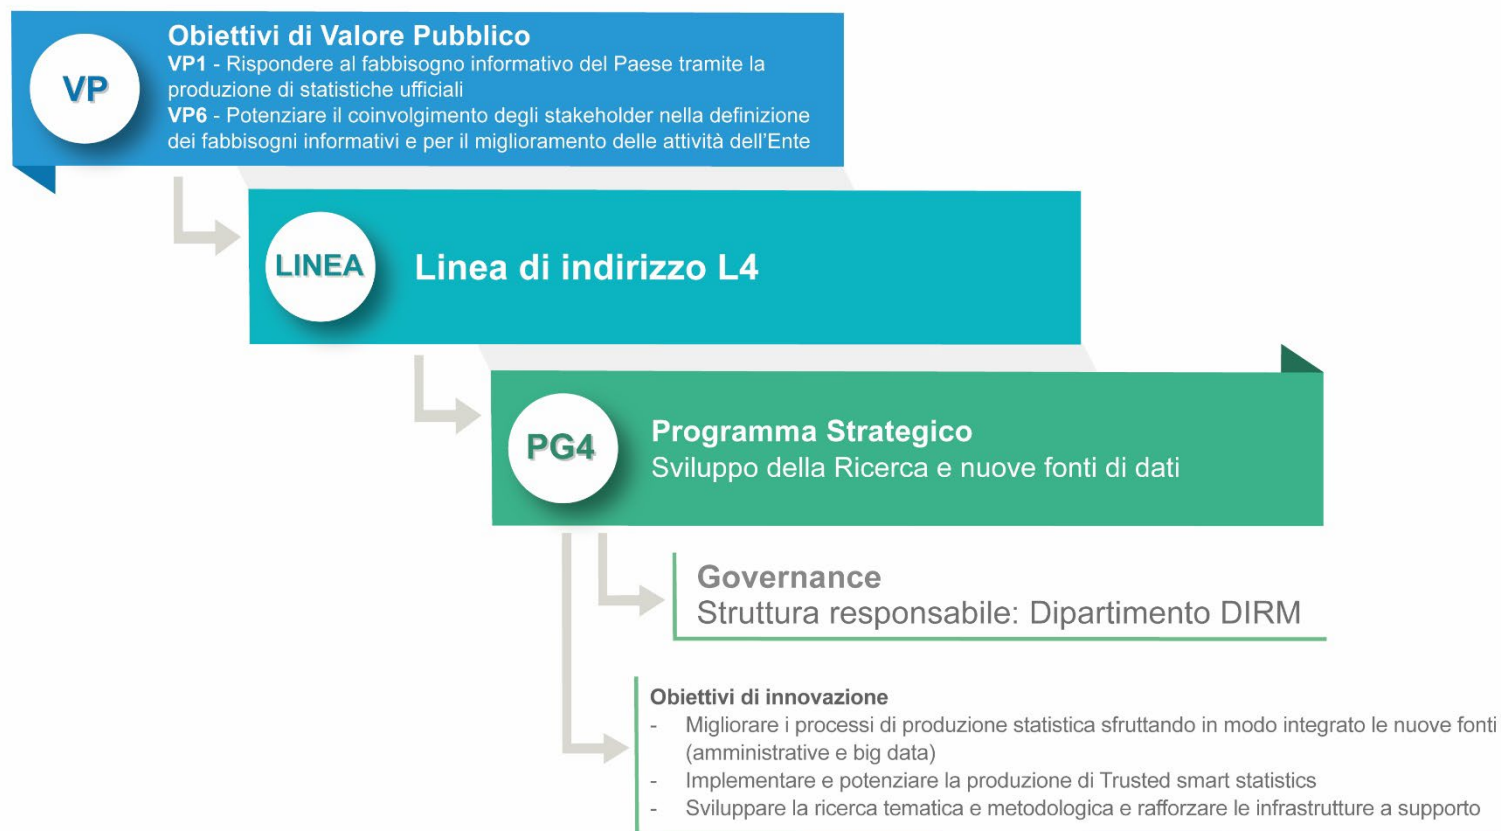 VP
Obiettivi di Valore Pubblico
VP1 - Rispondere al fabbisogno informativo del Paese tramite la
produzione di statistiche ufficiali
VP6 - Potenziare il coinvolgimento degli stakeholder nella definizione
dei fabbisogni informativi e per il miglioramento delle attività dell'Ente
LINEA
Linea di indirizzo L4
PG4
Programma Strategico
Sviluppo della Ricerca e nuove fonti di dati
Governance
Struttura responsabile: Dipartimento DIRM
Obiettivi di innovazione
- Migliorare i processi di produzione statistica sfruttando in modo integrato le nuove fonti
(amministrative e big data)
- Implementare e potenziare la produzione di Trusted smart statistics
- Sviluppare la ricerca tematica e metodologica e rafforzare le infrastrutture a supporto